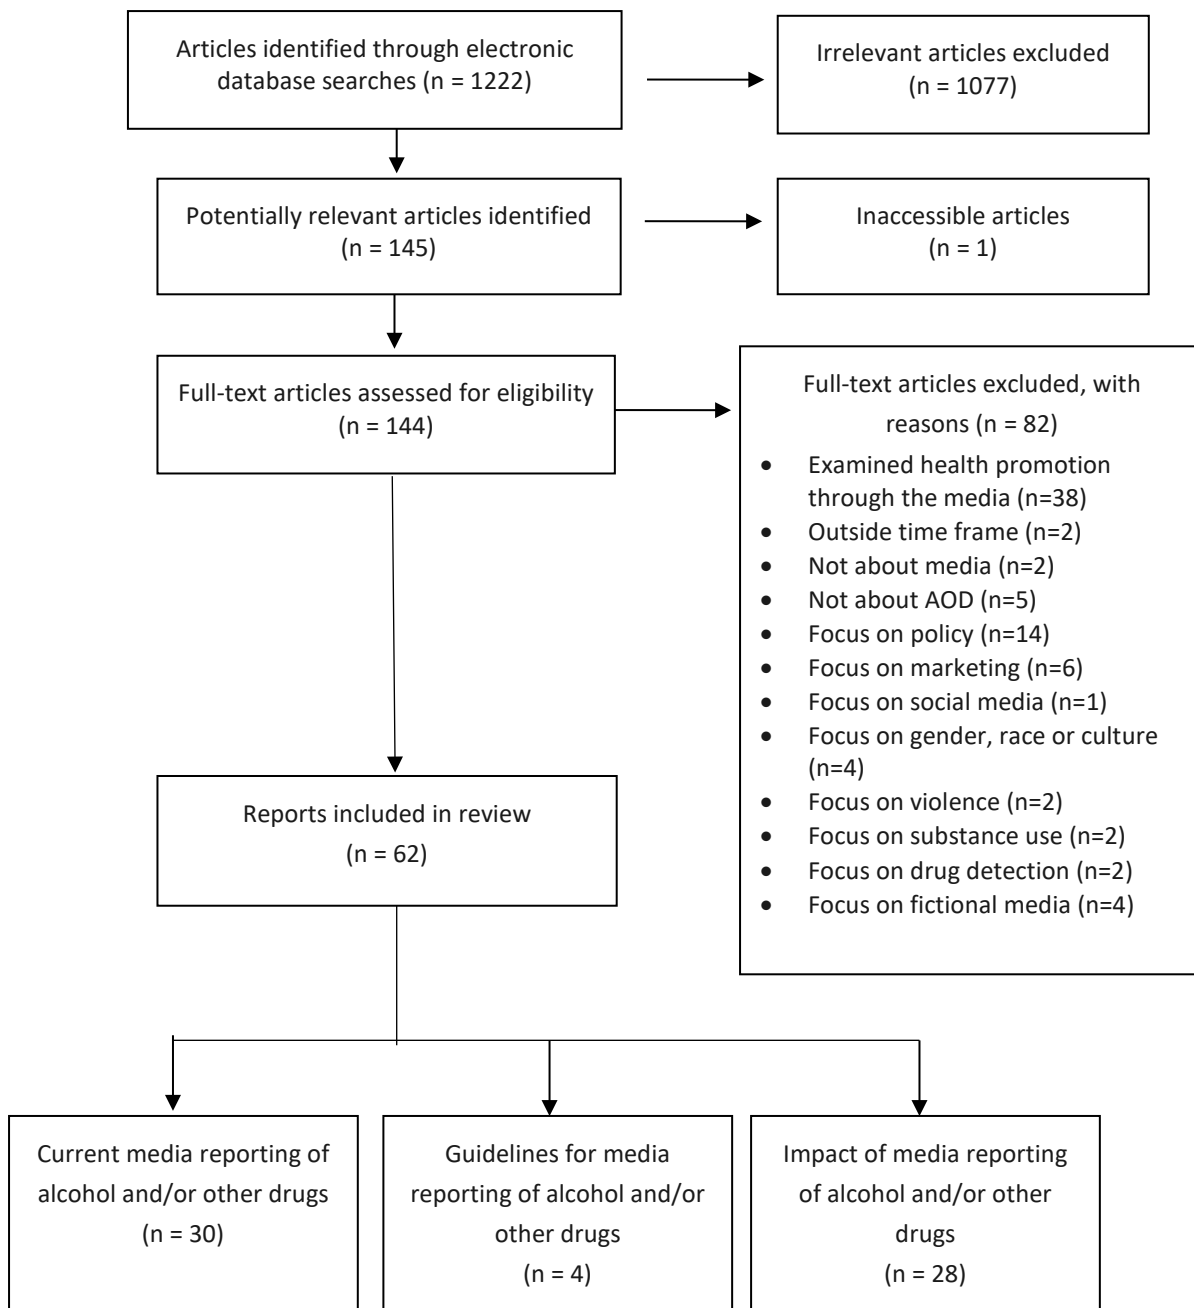 Articles identified through electronic
database searches (n = 1222)
Irrelevant articles excluded
(n = 1077)
Potentially relevant articles identified
(n = 145)
Inaccessible articles
(n = 1)
Full-text articles assessed for eligibility
(n = 144)
Full-text articles excluded, with
reasons (n = 82)
• Examined health promotion
through the media (n=38)
• Outside time frame (n=2)
• Not about media (n=2)
• Not about AOD (n=5)
• Focus on policy (n=14)
• Focus on marketing (n=6)
• Focus on social media (n=1)
• Focus on gender, race or culture
(n=4)
• Focus on violence (n=2)
• Focus on substance use (n=2)
• Focus on drug detection (n=2)
• Focus on fictional media (n=4)
Reports included in review
(n = 62)
Current media reporting of
alcohol and/or other drugs
(n = 30)
Guidelines for media
reporting of alcohol and/or
other drugs
(n = 4)
Impact of media reporting
of alcohol and/or other
drugs
(n = 28)